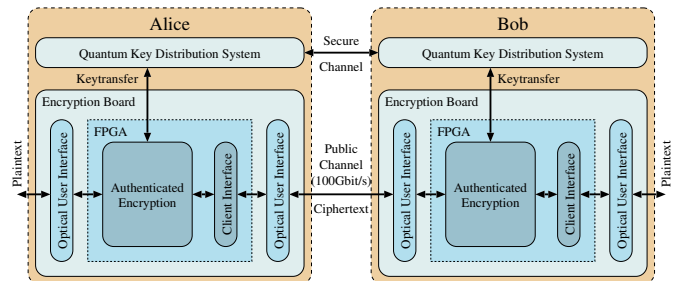 Alice
Bob
Quantum Key Distribution System
Secure
Channel
Quantum Key Distribution System
Keytransfer
Keytransfer
Encryption Board
Encryption Board
FPGA
FPGA
Plaintext
Optical User Interface
Authenticated
Encryption
Client Interface
Optical User Interface
Public
Channel
(100Gbit/s)
Ciphertext
Optical User Interface
Authenticated
Encryption
Client Interface
Optical User Interface
Plaintext